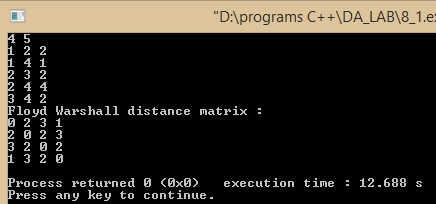 "D:\programs C++\DA_LAB\8_1.ex
4 5
1 2 2
1 4 1
2 3 2
2 4 4
3 4 2
Floyd Warshall distance matrix :
0 2 3 1
2 0 2 3
3 2 0 2
1 3 2 0
Process returned 0 (0x0)   execution time : 12.688 s
Press any key to continue.